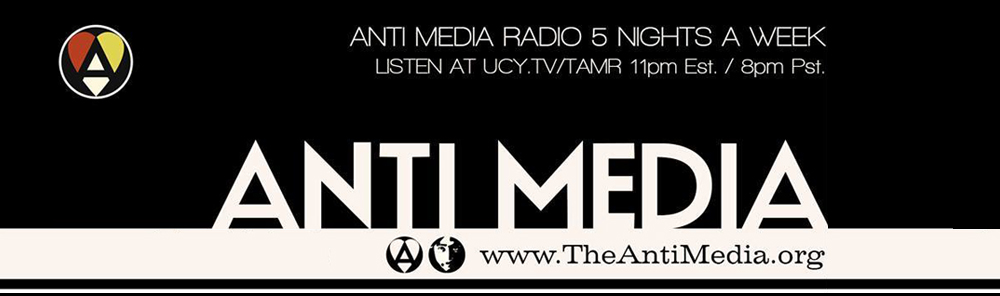 ANTI MEDIA RADIO 5 NIGHTS A WEEK
LISTEN AT UCY.TV/TAMR 11pm Est. / 8pm Pst.
ANTI MEDIA
www.TheAntiMedia.org